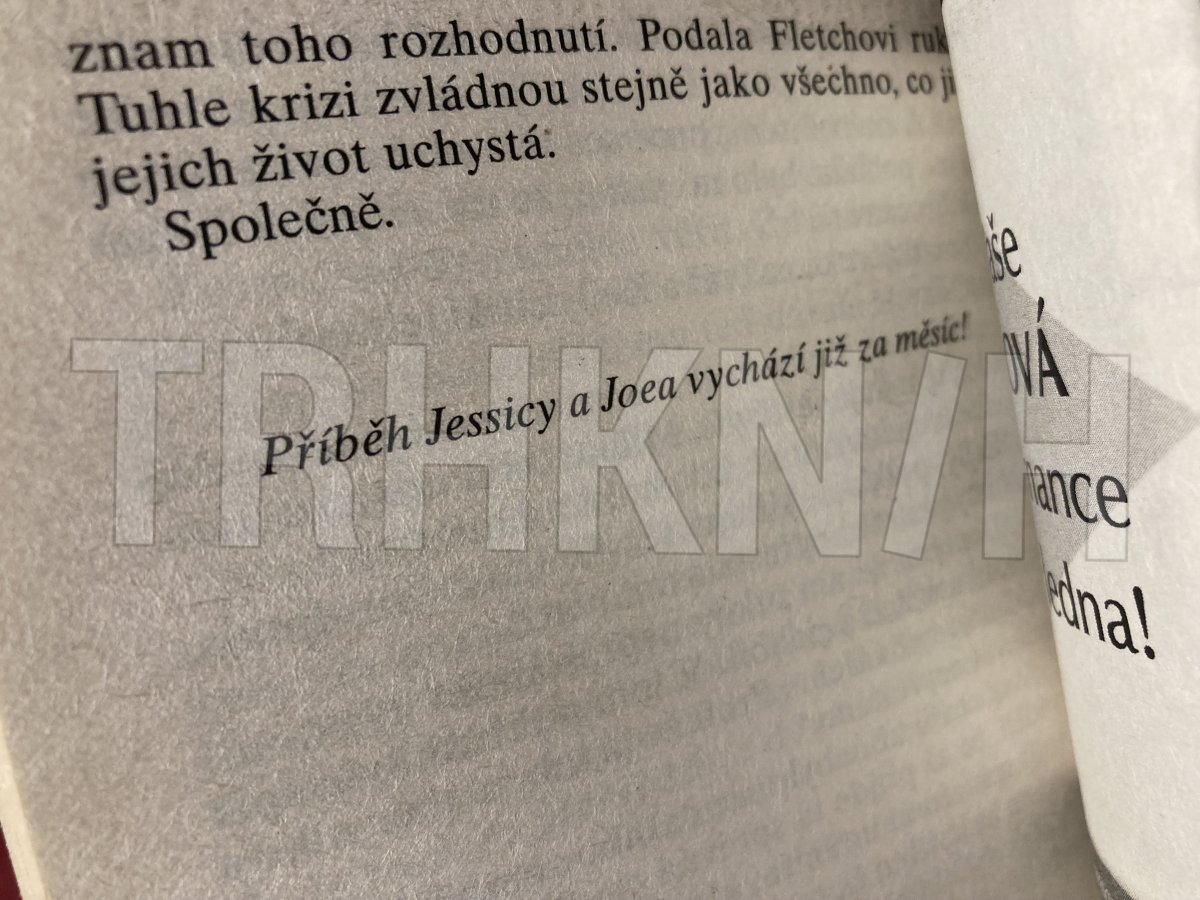 znam toho rozhodnutí. Podala Fletchovi ruk
Tuhle krizi zvládnou stejně jako všechno, co ji
jejich život uchystá.
Společně.
Příběh Jessicy a Joea vychází již za měsíc!
TRHKNIH
aše
OVÁ
mance
edna!